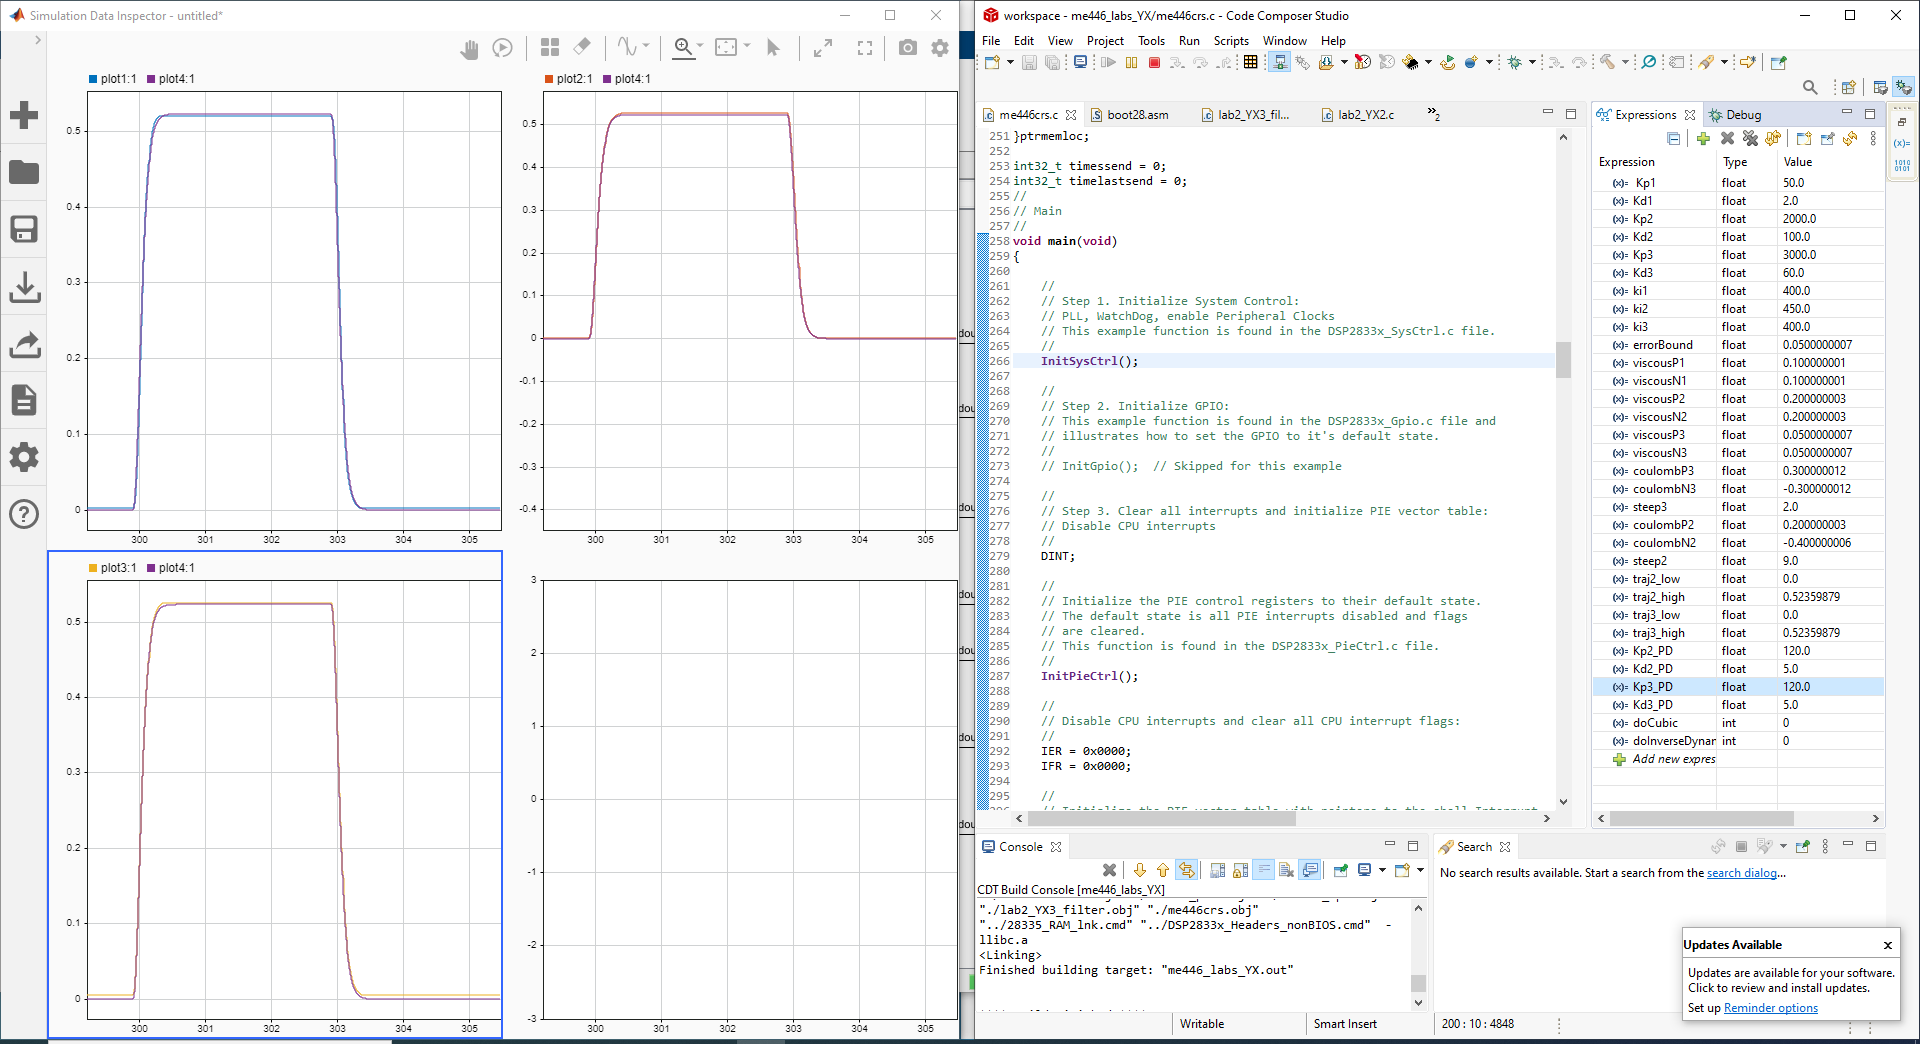 Simulation Data Inspector - untitled*
plot1:1 plot4:1
0.5
0.4
0.3
0.2
0.1
0
300 301 302 303 304 305
plot2:1 plot4:1
0.5
0.4
0.3
0.2
0.1
0
-0.1
-0.2
-0.3
-0.4
300 301 302 303 304 305
plot3:1 plot4:1
0.5
0.4
0.3
0.2
0.1
0
300 301 302 303 304 305
3
2
1
0
-1
-2
-3
300 301 302 303 304 305
workspace - me446_labs_YX/me446crs.c - Code Composer Studio
File Edit View Project Tools Run Scripts Window Help
me446crs.c boot28.asm lab2_YX3_fil... lab2_YX2.c »2
251 }ptrmemloc;
252
253 int32_t timessend = 0;
254 int32_t timelastsend = 0;
255 //
256 // Main
257 //
258 void main(void)
259 {
260
261 //
262 // Step 1. Initialize System Control:
263 // PLL, WatchDog, enable Peripheral Clocks
264 // This example function is found in the DSP2833x_SysCtrl.c file.
265 //
266 InitSysCtrl();
267
268 //
269 // Step 2. Initialize GPIO:
270 // This example function is found in the DSP2833x_Gpio.c file and
271 // illustrates how to set the GPIO to it's default state.
272 //
273 // InitGpio();  // Skipped for this example
274
275 //
276 // Step 3. Clear all interrupts and initialize PIE vector table:
277 // Disable CPU interrupts
278 //
279 DINT;
280
281 //
282 // Initialize the PIE control registers to their default state.
283 // The default state is all PIE interrupts disabled and flags
284 // are cleared.
285 // This function is found in the DSP2833x_PieCtrl.c file.
286 //
287 InitPieCtrl();
288
289 //
290 // Disable CPU interrupts and clear all CPU interrupt flags:
291 //
292 IER = 0x0000;
293 IFR = 0x0000;
294
295 //
Expressions Debug
Expression Type Value
(x)= Kp1 float 50.0
(x)= Kd1 float 2.0
(x)= Kp2 float 2000.0
(x)= Kd2 float 100.0
(x)= Kp3 float 3000.0
(x)= Kd3 float 60.0
(x)= ki1 float 400.0
(x)= ki2 float 450.0
(x)= ki3 float 400.0
(x)= errorBound float 0.0500000007
(x)= viscousP1 float 0.100000001
(x)= viscousN1 float 0.100000001
(x)= viscousP2 float 0.200000003
(x)= viscousN2 float 0.200000003
(x)= viscousP3 float 0.0500000007
(x)= viscousN3 float 0.0500000007
(x)= coulombP3 float 0.300000012
(x)= coulombN3 float -0.300000012
(x)= steep3 float 2.0
(x)= coulombP2 float 0.200000003
(x)= coulombN2 float -0.400000006
(x)= steep2 float 9.0
(x)= traj2_low float 0.0
(x)= traj2_high float 0.52359879
(x)= traj3_low float 0.0
(x)= traj3_high float 0.52359879
(x)= Kp2_PD float 120.0
(x)= Kd2_PD float 5.0
(x)= Kp3_PD float 120.0
(x)= Kd3_PD float 5.0
(x)= doCubic int 0
(x)= doInverseDynar int 0
Add new expres
(x)=
1010
0101
Console
CDT Build Console [me446_labs_YX]
"./lab2_YX3_filter.obj" "./me446crs.obj"
"../28335_RAM_lnk.cmd" "../DSP2833x_Headers_nonBIOS.cmd"  -
llibc.a
<Linking>
Finished building target: "me446_labs_YX.out"
Search
No search results available. Start a search from the search dialog...
Updates Available
Updates are available for your software.
Click to review and install updates.
Set up Reminder options
Writable Smart Insert 200 : 10 : 4848